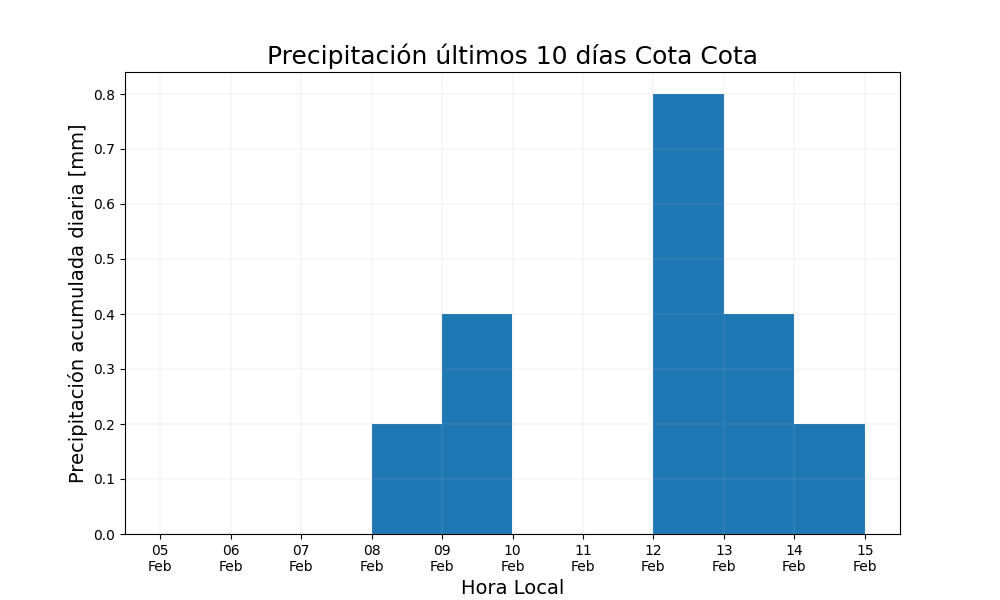 Precipitación últimos 10 días Cota Cota
Precipitación acumulada diaria [mm]
0.8
0.7
0.6
0.5
0.4
0.3
0.2
0.1
0.0
05 06 07 08 09 10 11 12 13 14 15
Feb Feb Feb Feb Feb Feb Feb Feb Feb Feb Feb
Hora Local